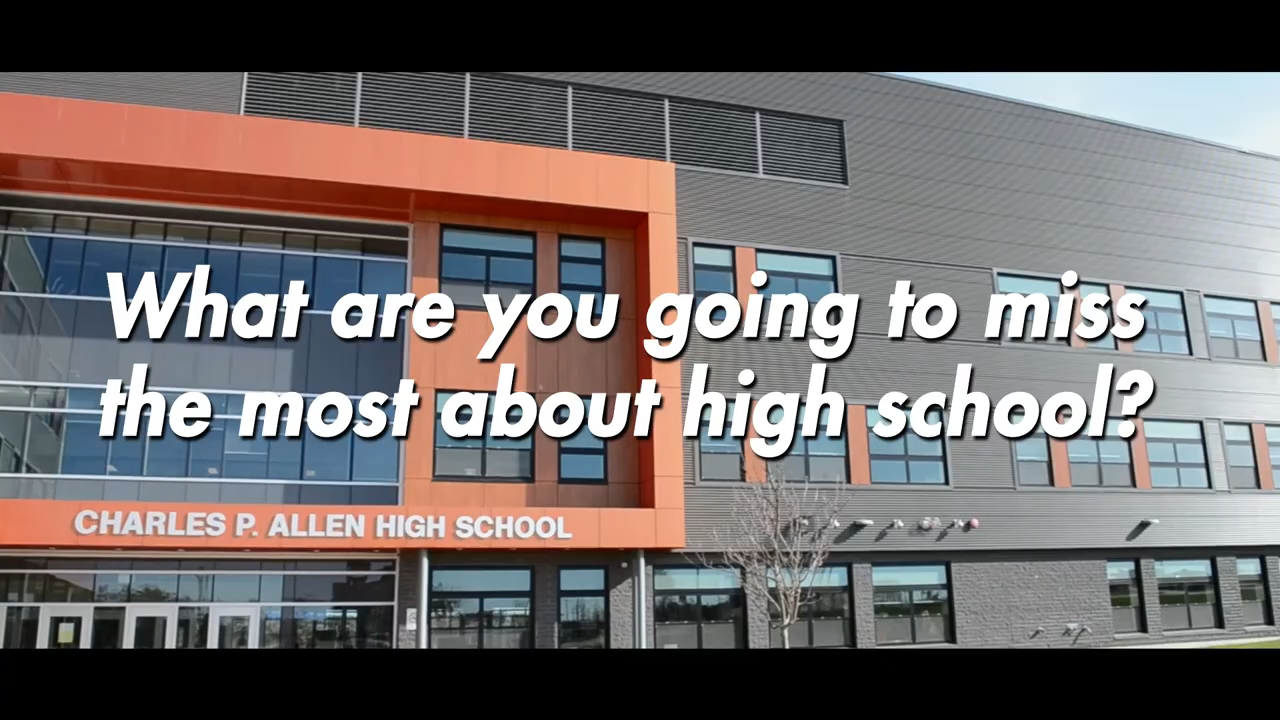 What are you going to miss
the most about high school?
CHARLES P. ALLEN HIGH SCHOOL